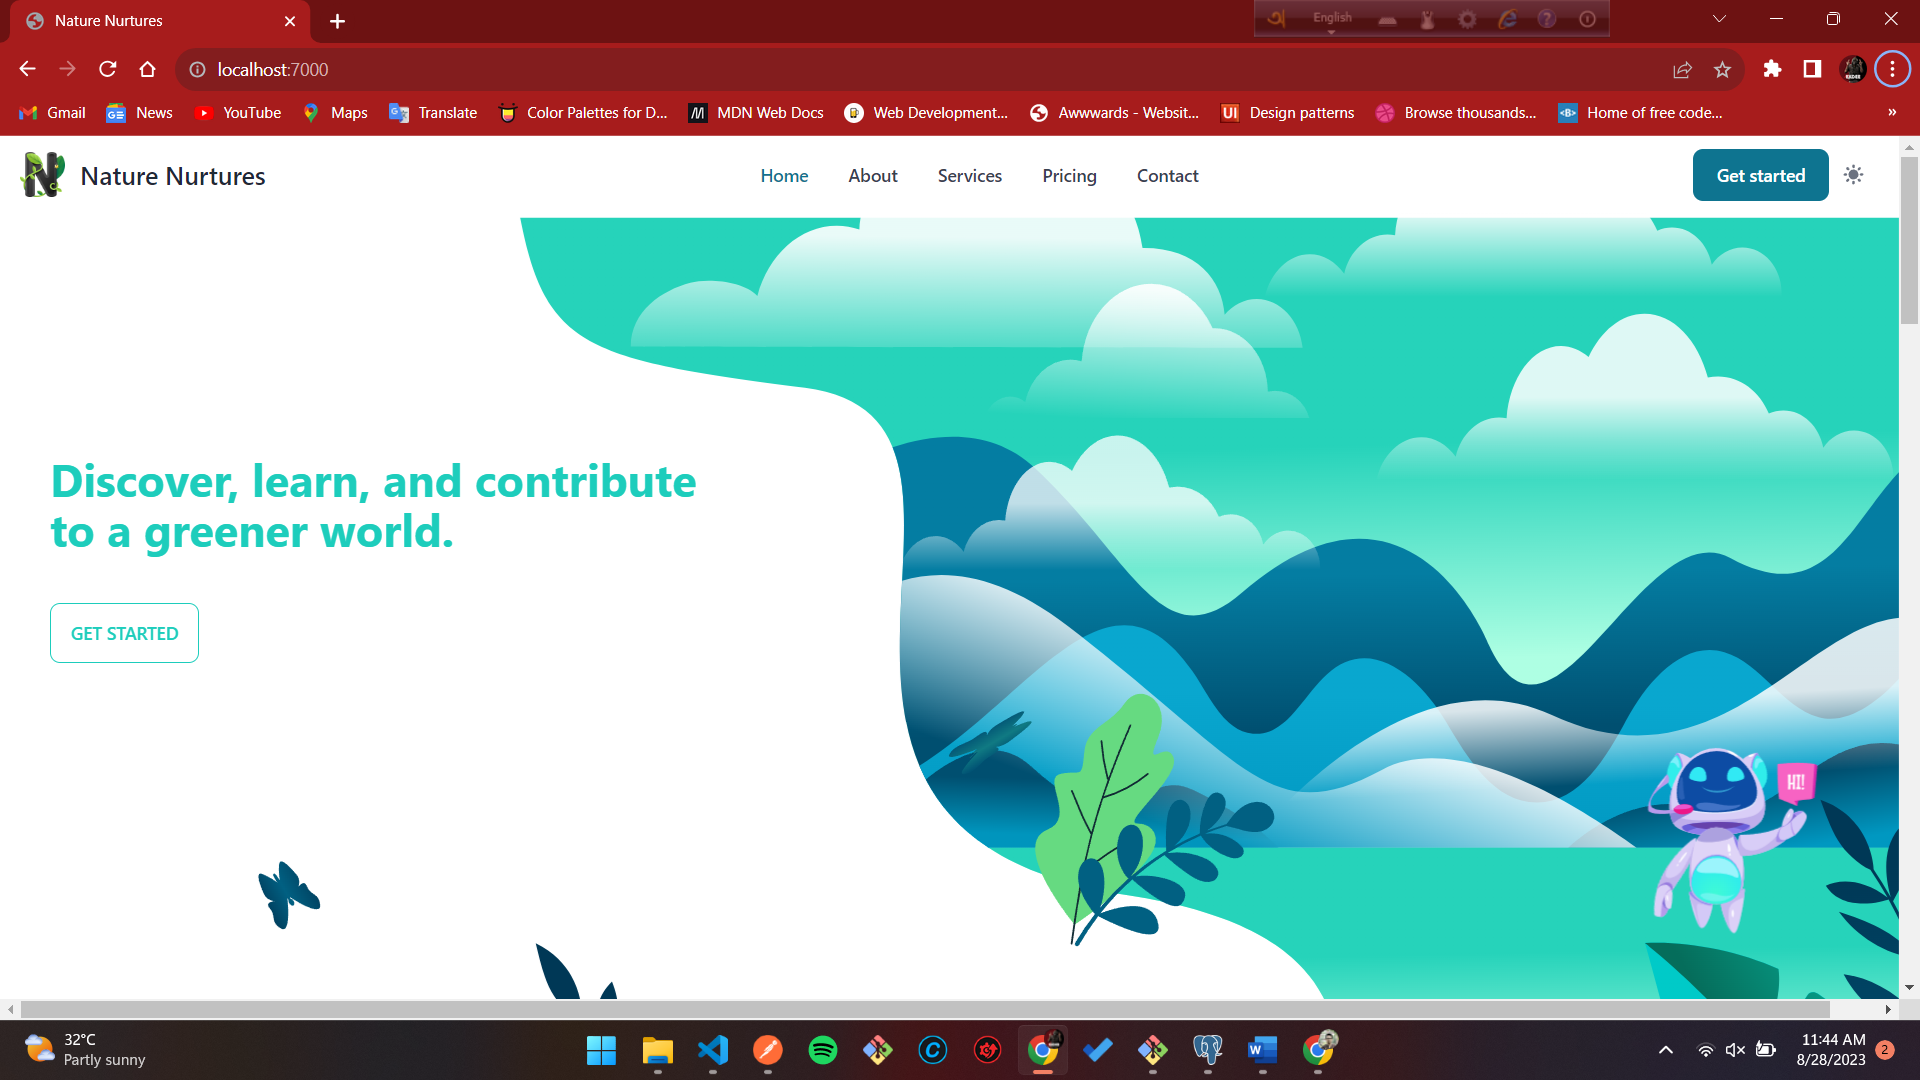 Nature Nurtures
অ English
localhost:7000
Gmail News YouTube Maps Translate Color Palettes for D... MDN Web Docs Web Development... Awwwards - Websit... UI Design patterns Browse thousands... <B> Home of free code... »
N Nature Nurtures Home About Services Pricing Contact Get started
Discover, learn, and contribute
to a greener world.
GET STARTED
HI!
32°C
Partly sunny
11:44 AM
8/28/2023
2